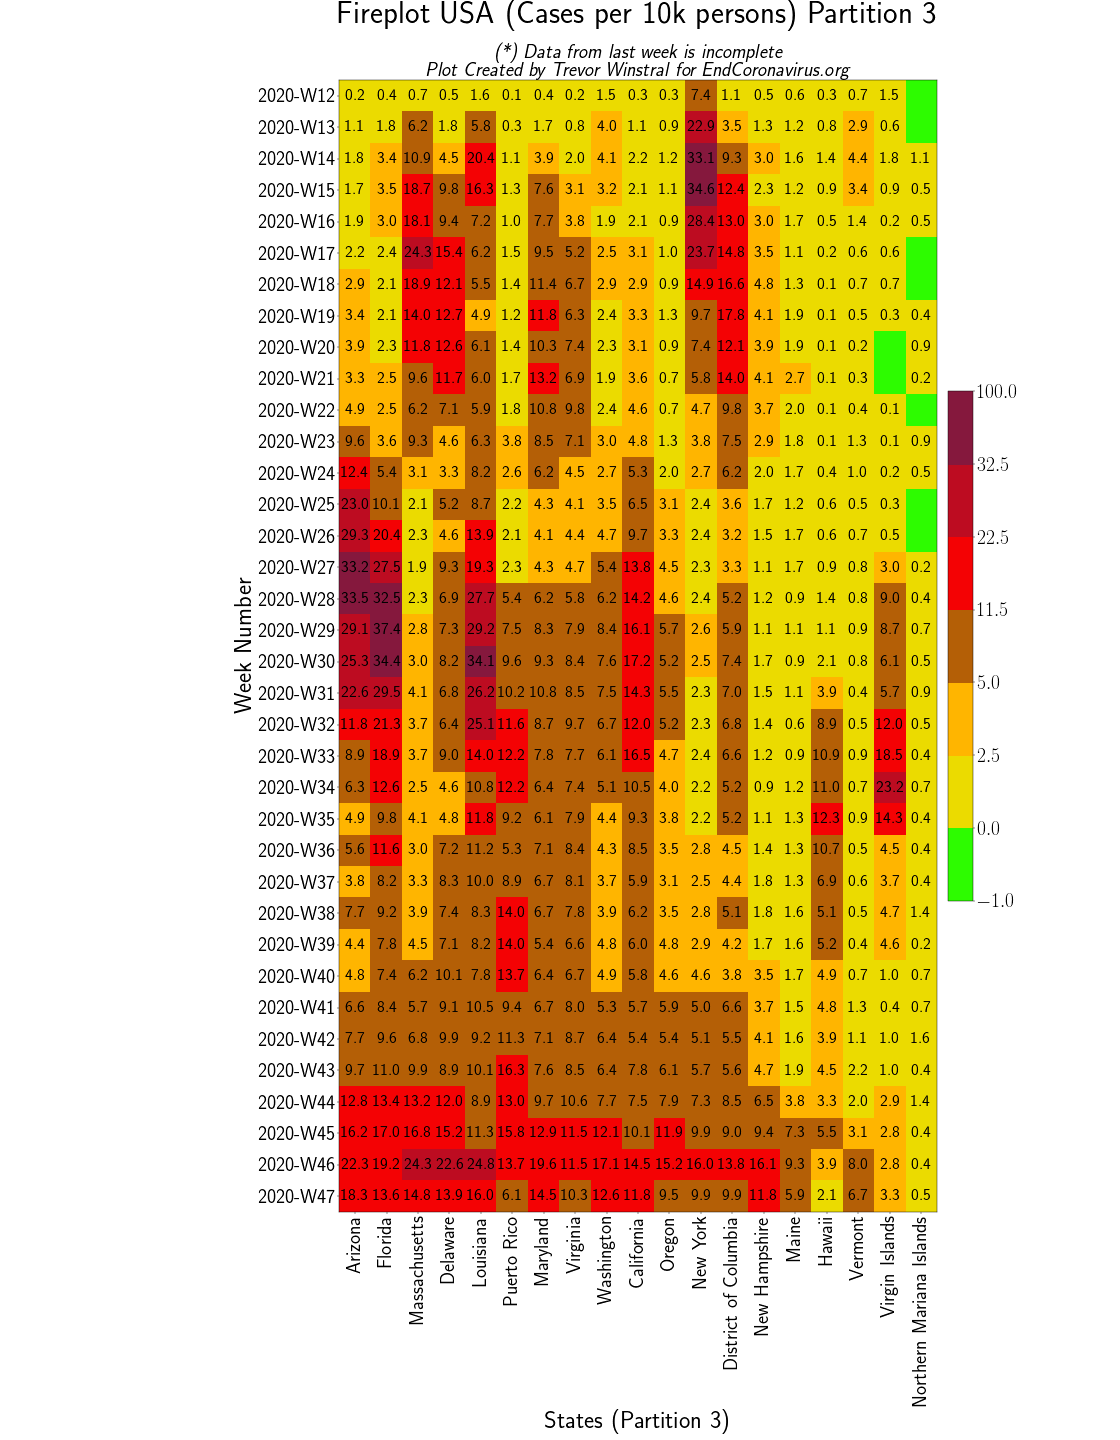 Fireplot USA (Cases per 10k persons) Partition 3
(*) Data from last week is incomplete
Plot Created by Trevor Winstral for EndCoronavirus.org
2020-W12 0.2 0.4 0.7 0.5 1.6 0.1 0.4 0.2 1.5 0.3 0.3 7.4 1.1 0.5 0.6 0.3 0.7 1.5
2020-W13 1.1 1.8 6.2 1.8 5.8 0.3 1.7 0.8 4.0 1.1 0.9 22.9 3.5 1.3 1.2 0.8 2.9 0.6
2020-W14 1.8 3.4 10.9 4.5 20.4 1.1 3.9 2.0 4.1 2.2 1.2 33.1 9.3 3.0 1.6 1.4 4.4 1.8 1.1
2020-W15 1.7 3.5 18.7 9.8 16.3 1.3 7.6 3.1 3.2 2.1 1.1 34.6 12.4 2.3 1.2 0.9 3.4 0.9 0.5
2020-W16 1.9 3.0 18.1 9.4 7.2 1.0 7.7 3.8 1.9 2.1 0.9 28.4 13.0 3.0 1.7 0.5 1.4 0.2 0.5
2020-W17 2.2 2.4 24.3 15.4 6.2 1.5 9.5 5.2 2.5 3.1 1.0 23.7 14.8 3.5 1.1 0.2 0.6 0.6
2020-W18 2.9 2.1 18.9 12.1 5.5 1.4 11.4 6.7 2.9 2.9 0.9 14.9 16.6 4.8 1.3 0.1 0.7 0.7
2020-W19 3.4 2.1 14.0 12.7 4.9 1.2 11.8 6.3 2.4 3.3 1.3 9.7 17.8 4.1 1.9 0.1 0.5 0.3 0.4
2020-W20 3.9 2.3 11.8 12.6 6.1 1.4 10.3 7.4 2.3 3.1 0.9 7.4 12.1 3.9 1.9 0.1 0.2 0.9
2020-W21 3.3 2.5 9.6 11.7 6.0 1.7 13.2 6.9 1.9 3.6 0.7 5.8 14.0 4.1 2.7 0.1 0.3 0.2
2020-W22 4.9 2.5 6.2 7.1 5.9 1.8 10.8 9.8 2.4 4.6 0.7 4.7 9.8 3.7 2.0 0.1 0.4 0.1
2020-W23 9.6 3.6 9.3 4.6 6.3 3.8 8.5 7.1 3.0 4.8 1.3 3.8 7.5 2.9 1.8 0.1 1.3 0.1 0.9
2020-W24 12.4 5.4 3.1 3.3 8.2 2.6 6.2 4.5 2.7 5.3 2.0 2.7 6.2 2.0 1.7 0.4 1.0 0.2 0.5
2020-W25 23.0 10.1 2.1 5.2 8.7 2.2 4.3 4.1 3.5 6.5 3.1 2.4 3.6 1.7 1.2 0.6 0.5 0.3
2020-W26 29.3 20.4 2.3 4.6 13.9 2.1 4.1 4.4 4.7 9.7 3.3 2.4 3.2 1.5 1.7 0.6 0.7 0.5
2020-W27 33.2 27.5 1.9 9.3 19.3 2.3 4.3 4.7 5.4 13.8 4.5 2.3 3.3 1.1 1.7 0.9 0.8 3.0 0.2
2020-W28 33.5 32.5 2.3 6.9 27.7 5.4 6.2 5.8 6.2 14.2 4.6 2.4 5.2 1.2 0.9 1.4 0.8 9.0 0.4
2020-W29 29.1 37.4 2.8 7.3 29.2 7.5 8.3 7.9 8.4 16.1 5.7 2.6 5.9 1.1 1.1 1.1 0.9 8.7 0.7
2020-W30 25.3 34.4 3.0 8.2 34.1 9.6 9.3 8.4 7.6 17.2 5.2 2.5 7.4 1.7 0.9 2.1 0.8 6.1 0.5
2020-W31 22.6 29.5 4.1 6.8 26.2 10.2 10.8 8.5 7.5 14.3 5.5 2.3 7.0 1.5 1.1 3.9 0.4 5.7 0.9
2020-W32 11.8 21.3 3.7 6.4 25.1 11.6 8.7 9.7 6.7 12.0 5.2 2.3 6.8 1.4 0.6 8.9 0.5 12.0 0.5
2020-W33 8.9 18.9 3.7 9.0 14.0 12.2 7.8 7.7 6.1 16.5 4.7 2.4 6.6 1.2 0.9 10.9 0.9 18.5 0.4
2020-W34 6.3 12.6 2.5 4.6 10.8 12.2 6.4 7.4 5.1 10.5 4.0 2.2 5.2 0.9 1.2 11.0 0.7 23.2 0.7
2020-W35 4.9 9.8 4.1 4.8 11.8 9.2 6.1 7.9 4.4 9.3 3.8 2.2 5.2 1.1 1.3 12.3 0.9 14.3 0.4
2020-W36 5.6 11.6 3.0 7.2 11.2 5.3 7.1 8.4 4.3 8.5 3.5 2.8 4.5 1.4 1.3 10.7 0.5 4.5 0.4
2020-W37 3.8 8.2 3.3 8.3 10.0 8.9 6.7 8.1 3.7 5.9 3.1 2.5 4.4 1.8 1.3 6.9 0.6 3.7 0.4
2020-W38 7.7 9.2 3.9 7.4 8.3 14.0 6.7 7.8 3.9 6.2 3.5 2.8 5.1 1.8 1.6 5.1 0.5 4.7 1.4
2020-W39 4.4 7.8 4.5 7.1 8.2 14.0 5.4 6.6 4.8 6.0 4.8 2.9 4.2 1.7 1.6 5.2 0.4 4.6 0.2
2020-W40 4.8 7.4 6.2 10.1 7.8 13.7 6.4 6.7 4.9 5.8 4.6 4.6 3.8 3.5 1.7 4.9 0.7 1.0 0.7
2020-W41 6.6 8.4 5.7 9.1 10.5 9.4 6.7 8.0 5.3 5.7 5.9 5.0 6.6 3.7 1.5 4.8 1.3 0.4 0.7
2020-W42 7.7 9.6 6.8 9.9 9.2 11.3 7.1 8.7 6.4 5.4 5.4 5.1 5.5 4.1 1.6 3.9 1.1 1.0 1.6
2020-W43 9.7 11.0 9.9 8.9 10.1 16.3 7.6 8.5 6.4 7.8 6.1 5.7 5.6 4.7 1.9 4.5 2.2 1.0 0.4
2020-W44 12.8 13.4 13.2 12.0 8.9 13.0 9.7 10.6 7.7 7.5 7.9 7.3 8.5 6.5 3.8 3.3 2.0 2.9 1.4
2020-W45 16.2 17.0 16.8 15.2 11.3 15.8 12.9 11.5 12.1 10.1 11.9 9.9 9.0 9.4 7.3 5.5 3.1 2.8 0.4
2020-W46 22.3 19.2 24.3 22.6 24.8 13.7 19.6 11.5 17.1 14.5 15.2 16.0 13.8 16.1 9.3 3.9 8.0 2.8 0.4
2020-W47 18.3 13.6 14.8 13.9 16.0 6.1 14.5 10.3 12.6 11.8 9.5 9.9 9.9 11.8 5.9 2.1 6.7 3.3 0.5
Week Number
Arizona
Florida
Massachusetts
Delaware
Louisiana
Puerto Rico
Maryland
Virginia
Washington
California
Oregon
New York
District of Columbia
New Hampshire
Maine
Hawaii
Vermont
Virgin Islands
Northern Mariana Islands
States (Partition 3)
100.0
32.5
22.5
11.5
5.0
2.5
0.0
−1.0